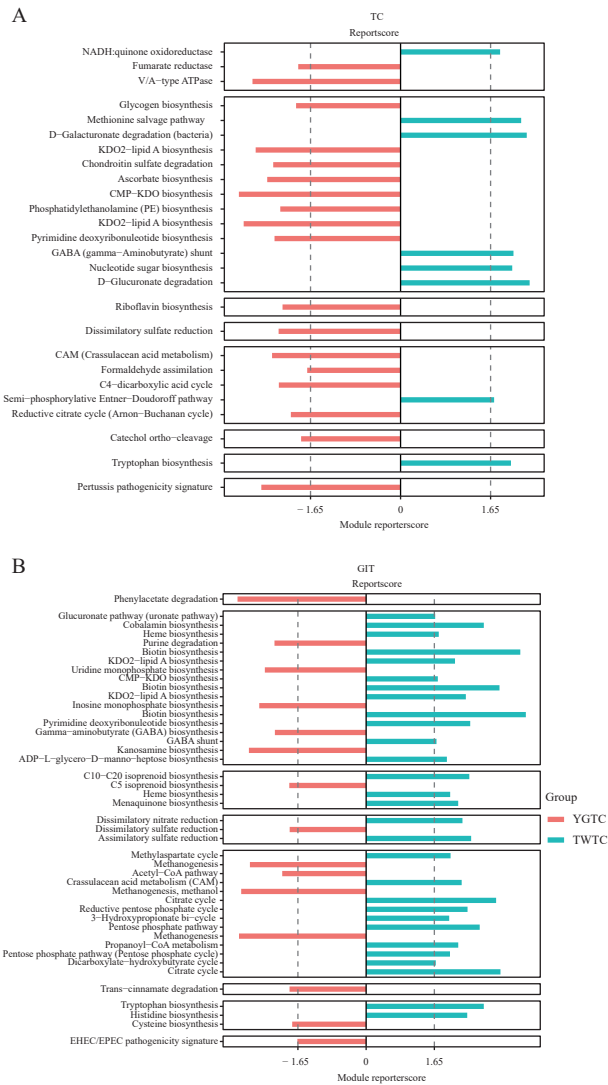 A
TC
Reportscore
NADH:quinone oxidoreductase
Fumarate reductase
V/A−type ATPase
Glycogen biosynthesis
Methionine salvage pathway
D−Galacturonate degradation (bacteria)
KDO2−lipid A biosynthesis
Chondroitin sulfate degradation
Ascorbate biosynthesis
CMP−KDO biosynthesis
Phosphatidylethanolamine (PE) biosynthesis
KDO2−lipid A biosynthesis
Pyrimidine deoxyribonuleotide biosynthesis
GABA (gamma−Aminobutyrate) shunt
Nucleotide sugar biosynthesis
D−Glucuronate degradation
Riboflavin biosynthesis
Dissimilatory sulfate reduction
CAM (Crassulacean acid metabolism)
Formaldehyde assimilation
C4−dicarboxylic acid cycle
Semi−phosphorylative Entner−Doudoroff pathway
Reductive citrate cycle (Arnon−Buchanan cycle)
Catechol ortho−cleavage
Tryptophan biosynthesis
Pertussis pathogenicity signature
−1.65 0 1.65
Module reporterscore
B
GIT
Reportscore
Phenylacetate degradation
Glucuronate pathway (uronate pathway)
Cobalamin biosynthesis
Heme biosynthesis
Purine degradation
Biotin biosynthesis
KDO2−lipid A biosynthesis
Uridine monophosphate biosynthesis
CMP−KDO biosynthesis
Biotin biosynthesis
KDO2−lipid A biosynthesis
Inosine monophosphate biosynthesis
Biotin biosynthesis
Pyrimidine deoxyribonuleotide biosynthesis
Gamma−aminobutyrate (GABA) biosynthesis
GABA shunt
Kanosamine biosynthesis
ADP−L−glycero−D−manno−heptose biosynthesis
C10−C20 isoprenoid biosynthesis
C5 isoprenoid biosynthesis
Heme biosynthesis
Menaquinone biosynthesis
Dissimilatory nitrate reduction
Dissimilatory sulfate reduction
Assimilatory sulfate reduction
Methylaspartate cycle
Methanogenesis
Acetyl−CoA pathway
Crassulacean acid metabolism (CAM)
Methanogenesis, methanol
Citrate cycle
Reductive pentose phosphate cycle
3−Hydroxypropionate bi−cycle
Pentose phosphate pathway
Methanogenesis
Propanoyl−CoA metabolism
Pentose phosphate pathway (Pentose phosphate cycle)
Dicarboxylate−hydroxybutyrate cycle
Citrate cycle
Trans−cinnamate degradation
Tryptophan biosynthesis
Histidine biosynthesis
Cysteine biosynthesis
EHEC/EPEC pathogenicity signature
−1.65 0 1.65
Module reporterscore
Group
YGTC
TWTC